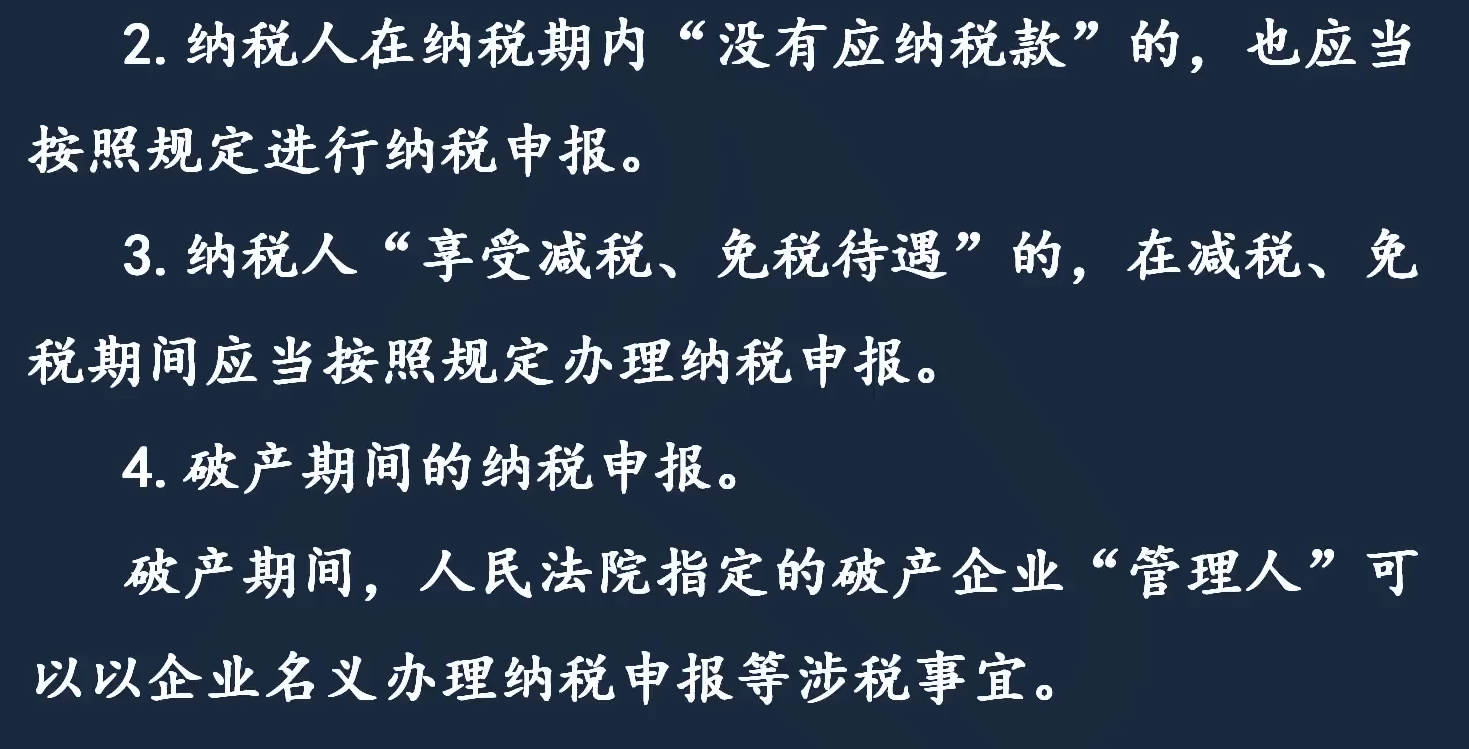 2. 纳税人在纳税期内“没有应纳税款”的，也应当
按照规定进行纳税申报。
3. 纳税人“享受减税、免税待遇”的，在减税、免
税期间应当按照规定办理纳税申报。
4. 破产期间的纳税申报。
破产期间，人民法院指定的破产企业“管理人”可
以以企业名义办理纳税申报等涉税事宜。